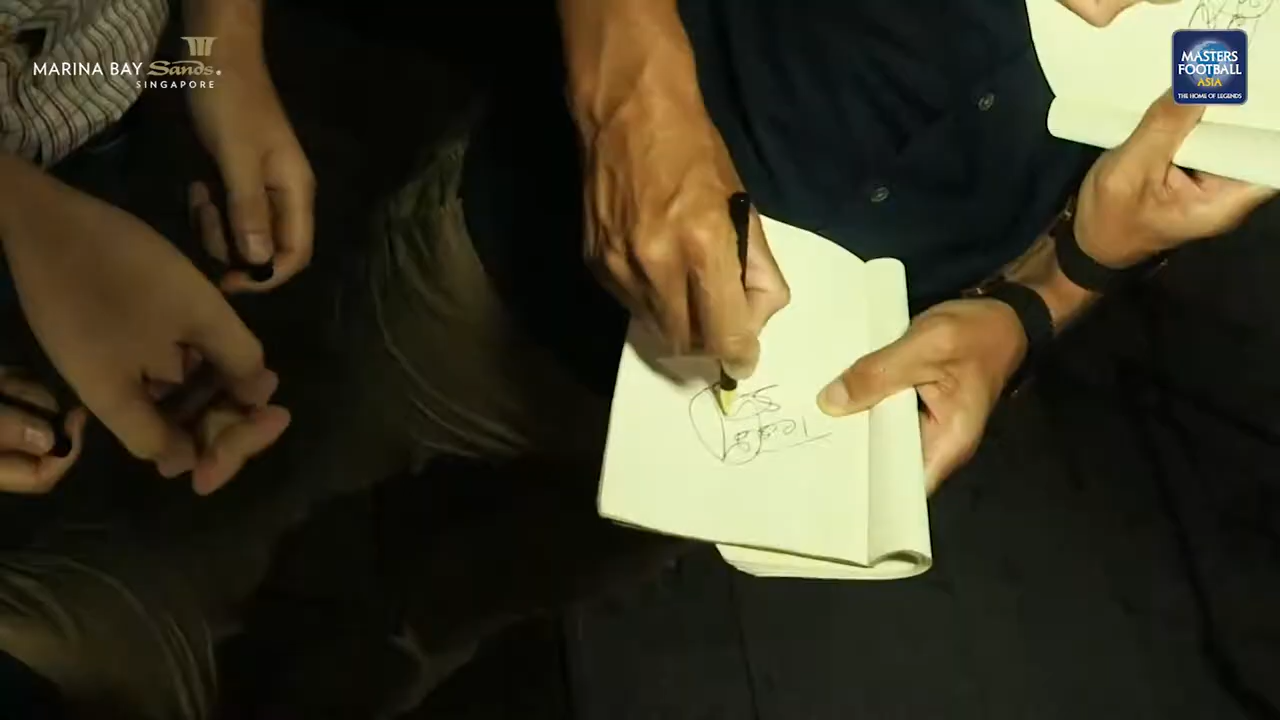 MARINA BAY Sands.
SINGAPORE
MASTERS
FOOTBALL
ASIA
THE HOME OF LEGENDS